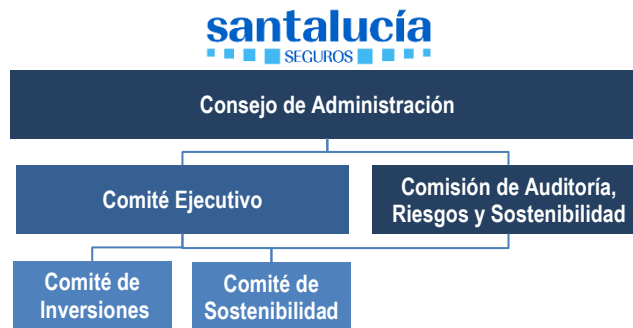 santalucía
SEGUROS
Consejo de Administración
Comité Ejecutivo
Comisión de Auditoría,
Riesgos y Sostenibilidad
Comité de
Inversiones
Comité de
Sostenibilidad